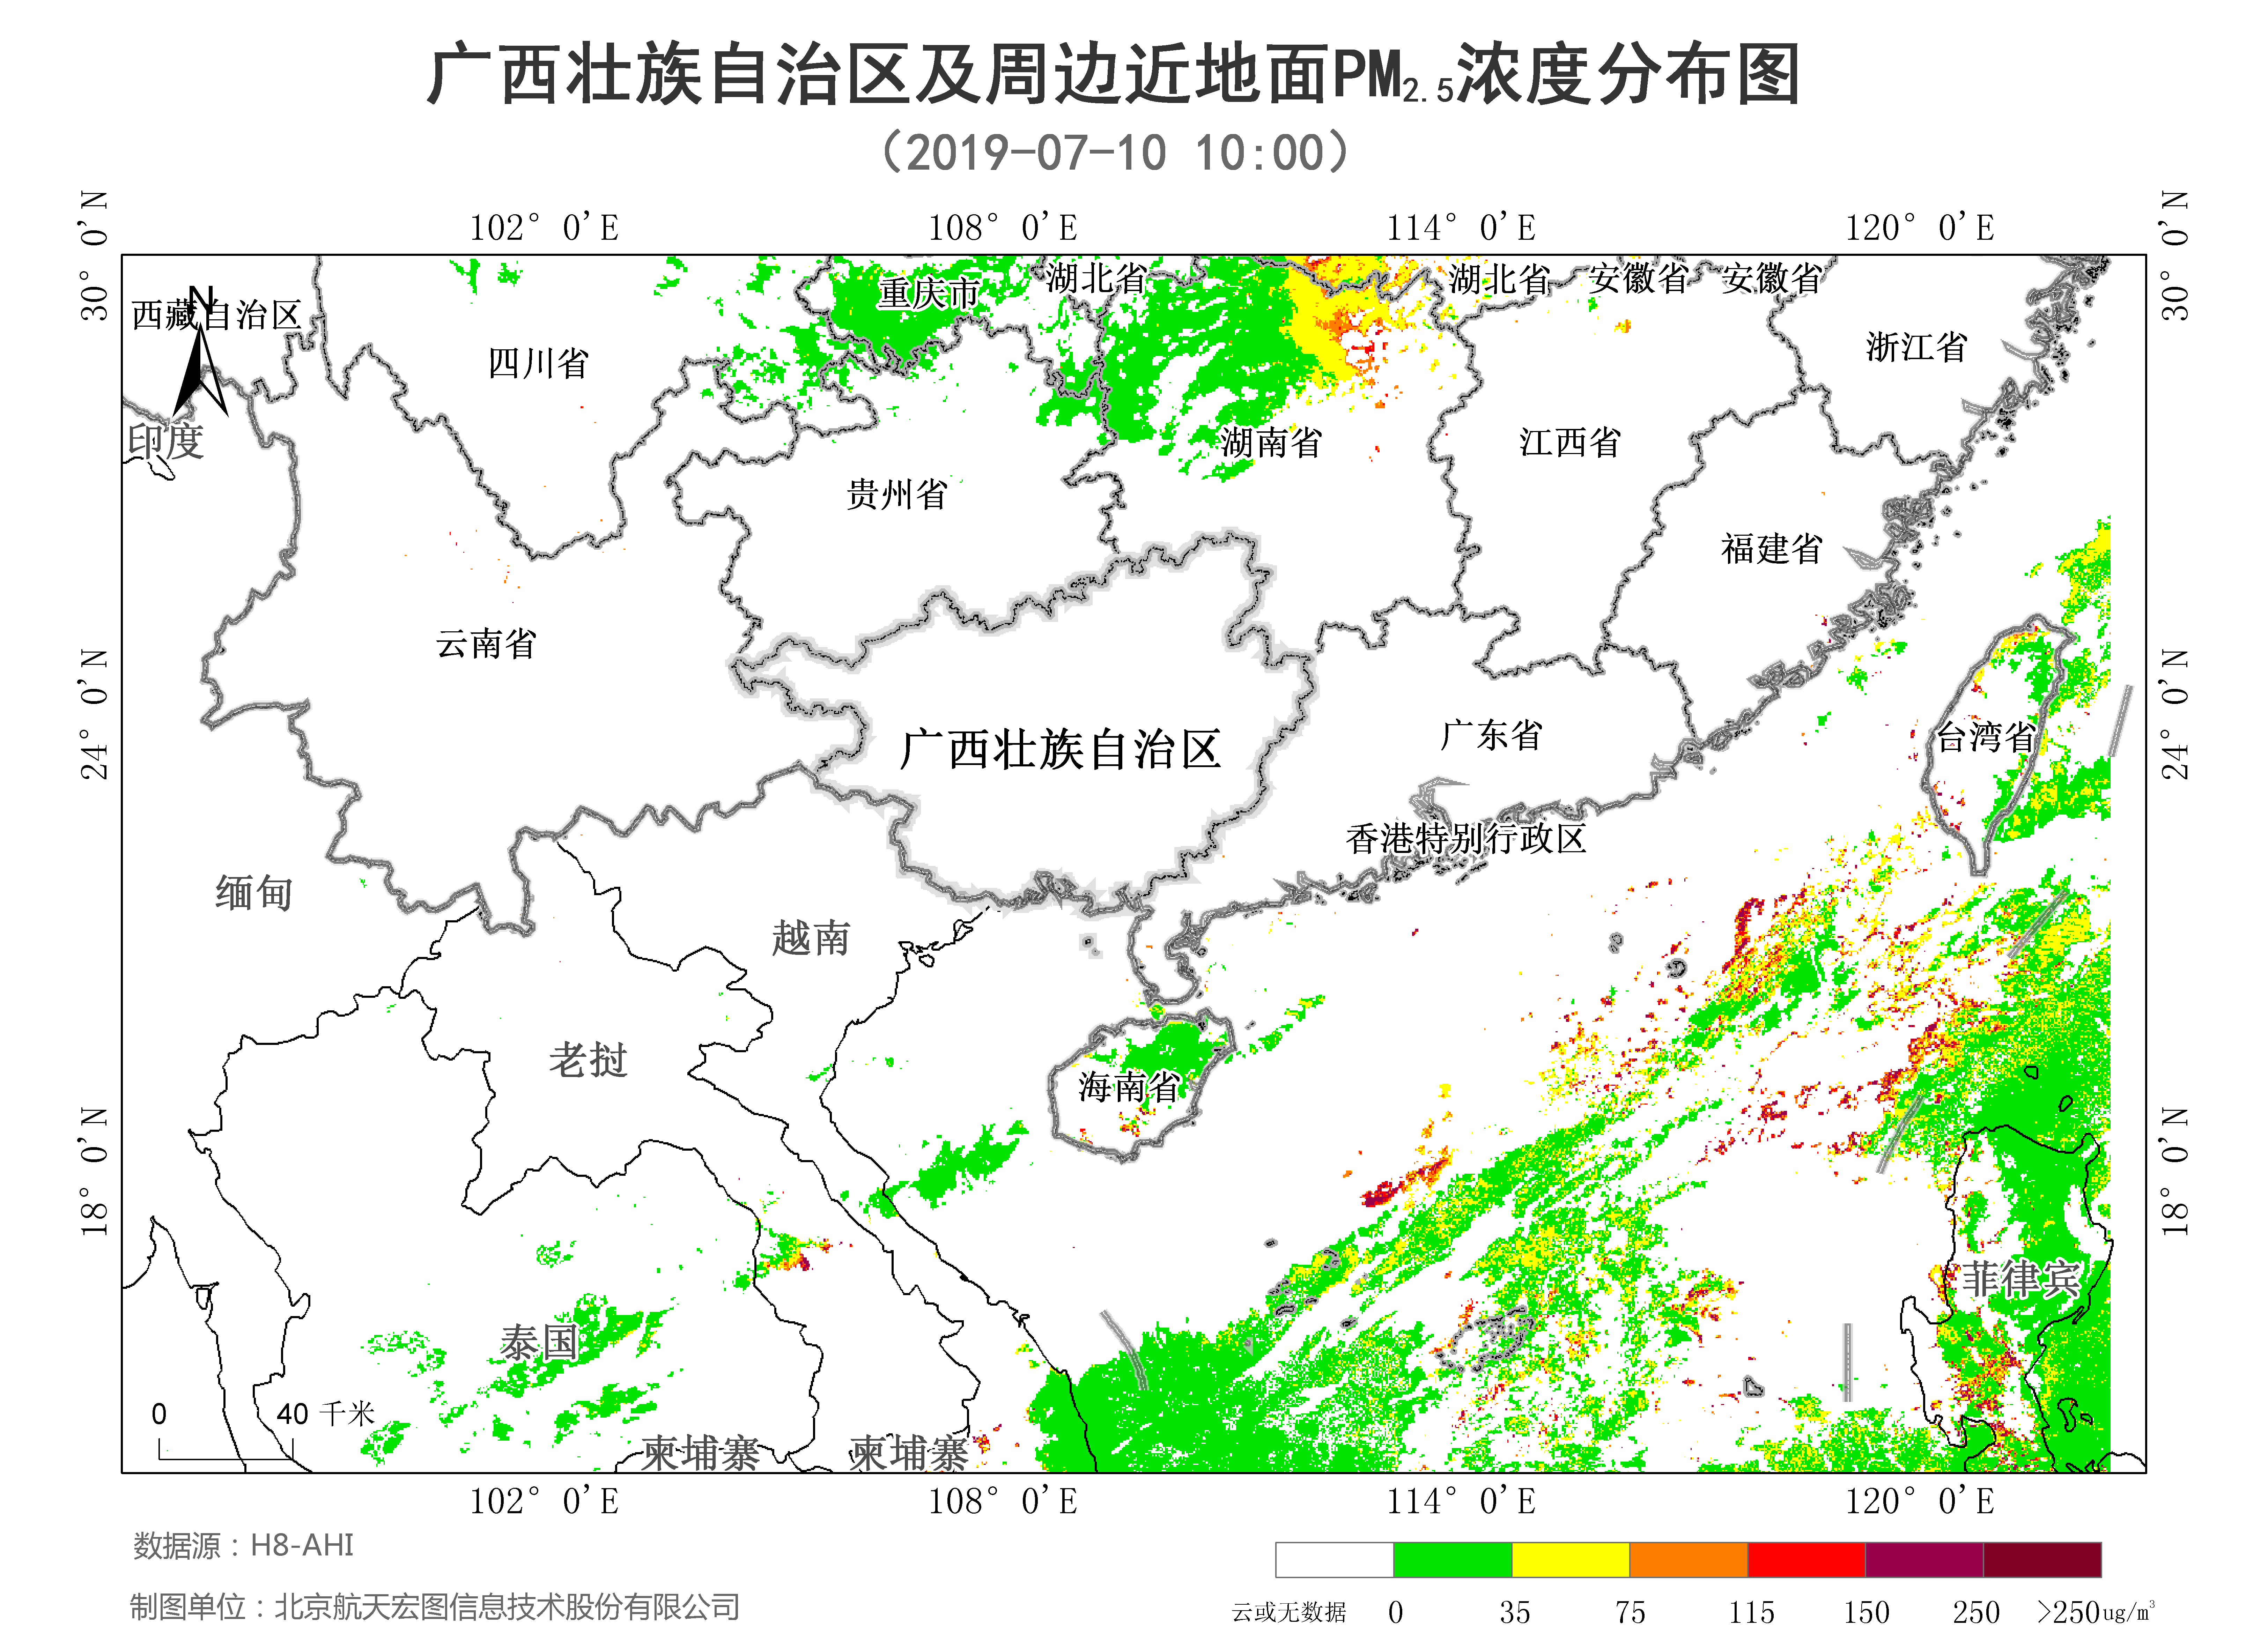 广西壮族自治区及周边近地面PM2.5浓度分布图
(2019-07-10 10:00)
102° 0'E 108° 0'E 114° 0'E 120° 0'E
30° 0'N
30° 0'N
N
西藏自治区
四川省
重庆市
湖北省
湖北省
安徽省
安徽省
浙江省
印度
贵州省
湖南省
江西省
福建省
云南省
24° 0'N
24° 0'N
广西壮族自治区
广东省
台湾省
香港特别行政区
缅甸
越南
老挝
海南省
18° 0'N
18° 0'N
泰国
菲律宾
柬埔寨
柬埔寨
0 40 千米
102° 0'E 108° 0'E 114° 0'E 120° 0'E
数据源：H8-AHI
制图单位：北京航天宏图信息技术股份有限公司
云或无数据 0 35 75 115 150 250 >250ug/m³